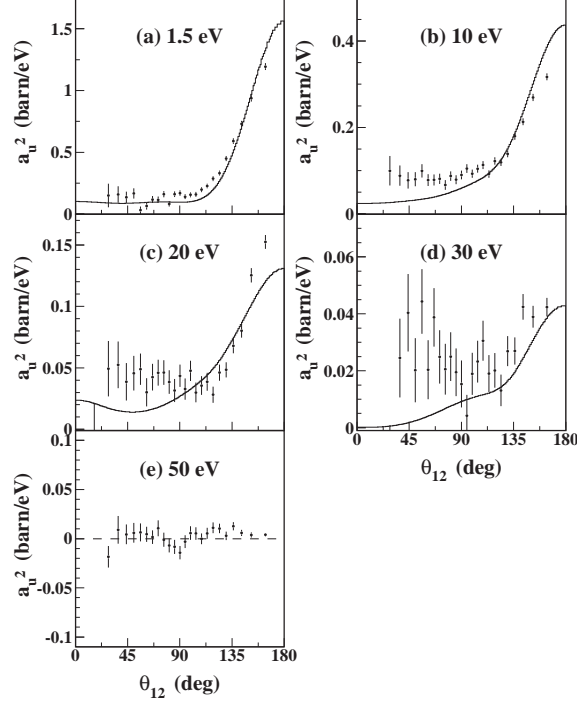 (a) 1.5 eV
a_u^2 (barn/eV)
0
0.5
1
1.5
(b) 10 eV
a_u^2 (barn/eV)
0
0.2
0.4
(c) 20 eV
a_u^2 (barn/eV)
0
0.05
0.10
0.15
(d) 30 eV
a_u^2 (barn/eV)
0
0.02
0.04
0.06
0 45 90 135 180
θ12 (deg)
(e) 50 eV
a_u^2 (barn/eV)
-0.1
-0.05
0
0.05
0.1
0 45 90 135 180
θ12 (deg)